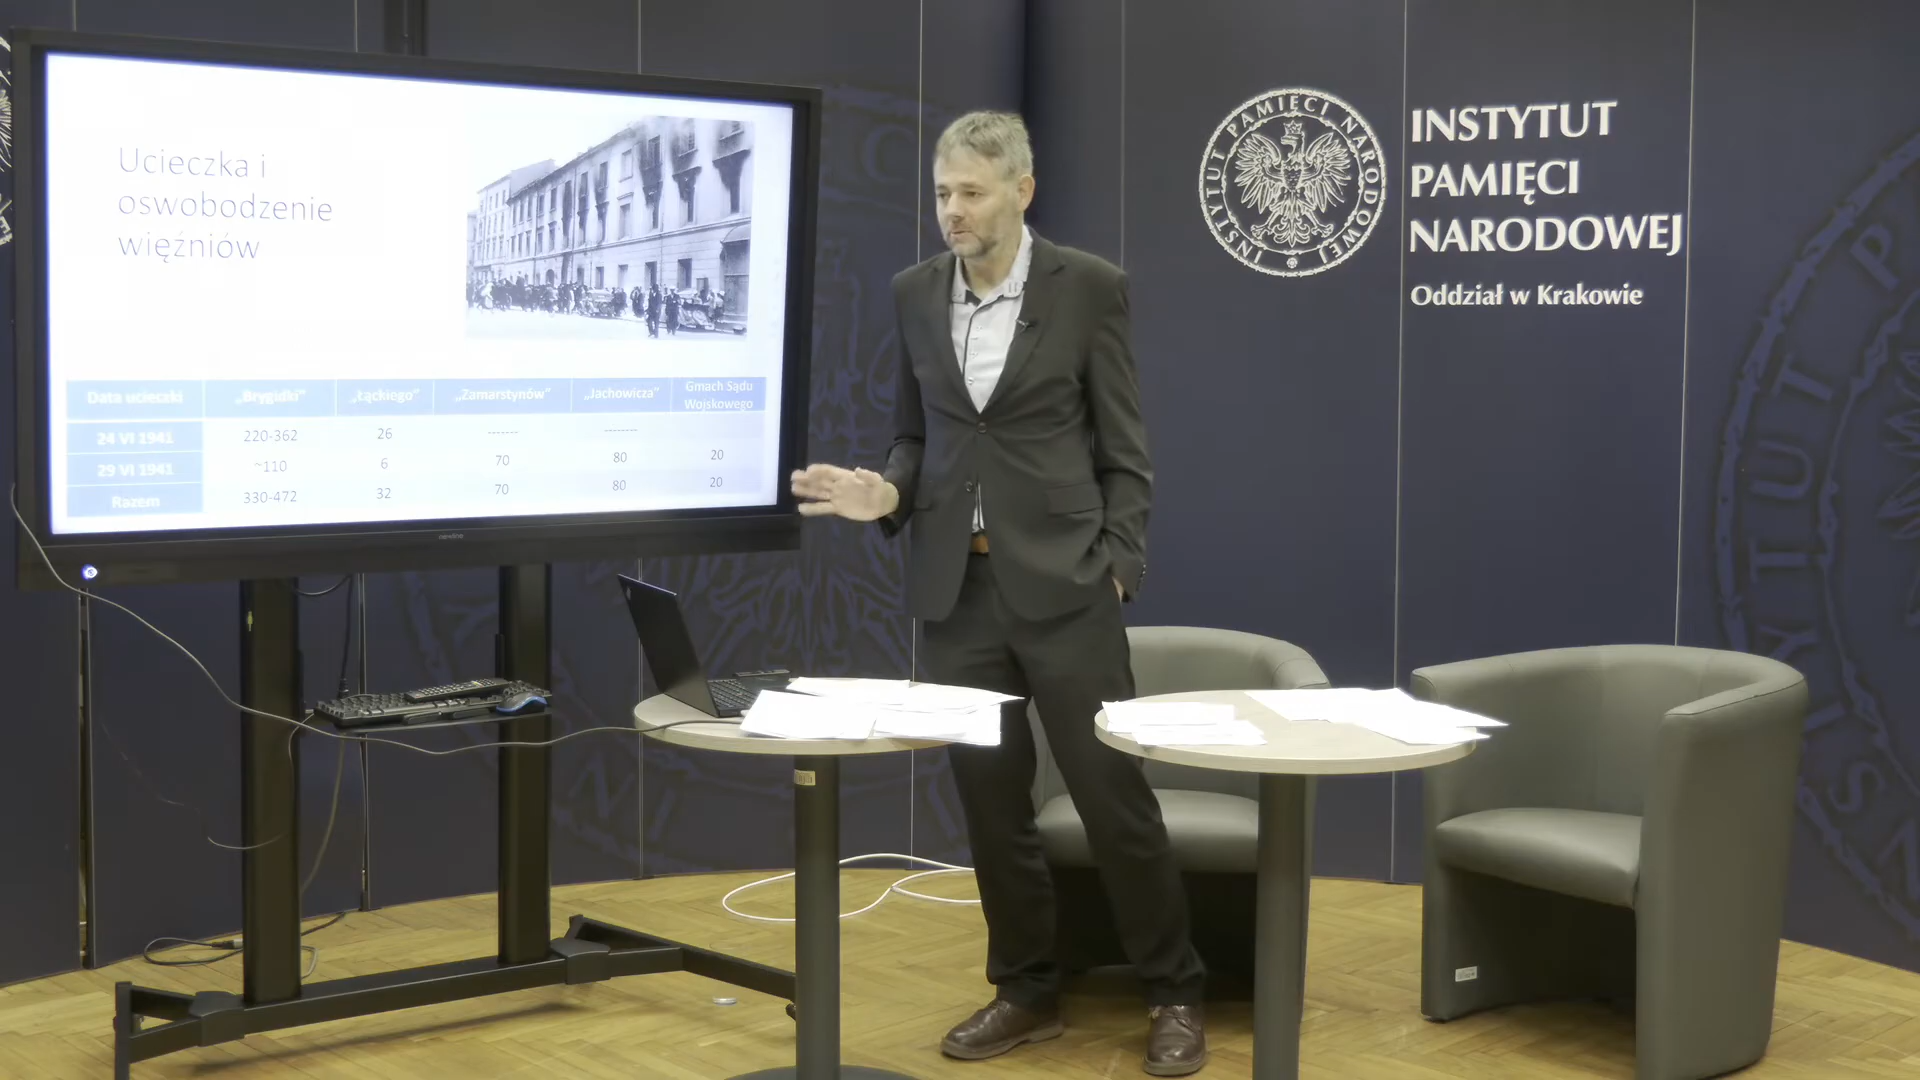 Ucieczka i
oswobodzenie
więźniów
Data ucieczki „Brygidki” „Łąckiego” „Zamarstynów” „Jachowicza” Gmach Sądu
Wojskowego
24 VI 1941 220-362 26 ------- --------
29 VI 1941 ~110 6 70 80 20
Razem 330-472 32 70 80 20
newline
INSTYTUT PAMIĘCI NARODOWEJ
INSTYTUT
PAMIĘCI
NARODOWEJ
Oddział w Krakowie